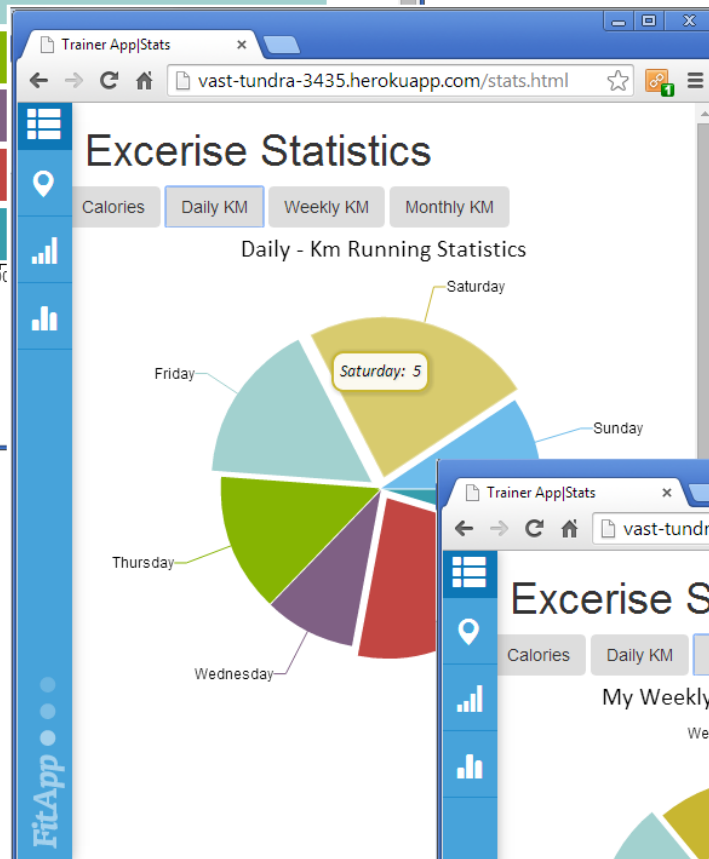 Trainer App|Stats
vast-tundra-3435.herokuapp.com/stats.html
1
Excerise Statistics
Calories Daily KM Weekly KM Monthly KM
Daily - Km Running Statistics
Saturday
Saturday: 5
Friday
Sunday
Thursday
Wednesday
FitApp
Trainer App|Stats
vast-tundr
Excerise S
Calories Daily KM
My Weekly
We